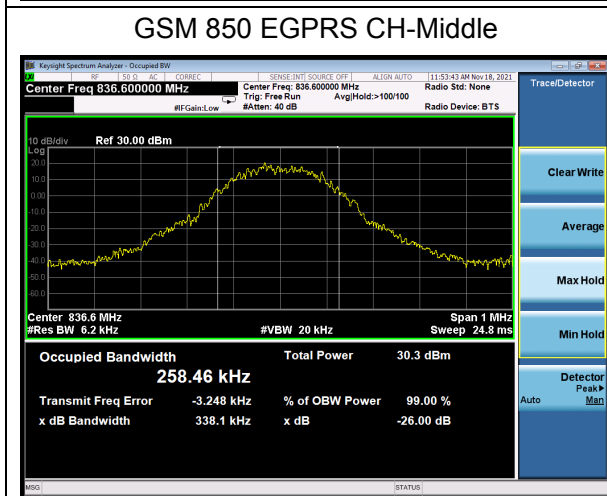 GSM 850 EGPRS CH-Middle
Keysight Spectrum Analyzer - Occupied BW
LXI RF 50 Ω AC CORREC SENSE:INT SOURCE OFF ALIGN AUTO 11:53:43 AM Nov 18, 2021
Center Freq 836.600000 MHz Center Freq: 836.600000 MHz Radio Std: None Trace/Detector
Trig: Free Run Avg|Hold:>100/100
#IFGain:Low #Atten: 40 dB Radio Device: BTS
10 dB/div Ref 30.00 dBm
Log
20.0
10.0
0.00
-10.0
-20.0
-30.0
-40.0
-50.0
-60.0
Center 836.6 MHz Span 1 MHz
#Res BW 6.2 kHz #VBW 20 kHz Sweep 24.8 ms
Occupied Bandwidth Total Power 30.3 dBm
258.46 kHz
Transmit Freq Error -3.248 kHz % of OBW Power 99.00 %
x dB Bandwidth 338.1 kHz x dB -26.00 dB
Clear Write
Average
Max Hold
Min Hold
Detector
Peak▶
Auto Man
MSG STATUS